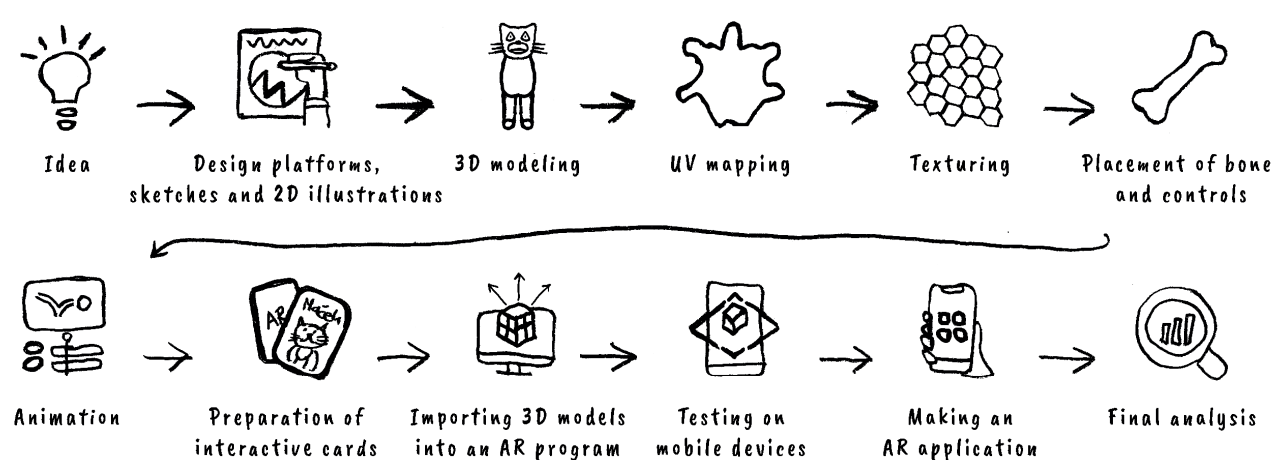 Idea
Design platforms,
sketches and 2D illustrations
3D modeling
UV mapping
Texturing
Placement of bone
and controls
Animation
AR
Maček
Preparation of
interactive cards
Importing 3D models
into an AR program
Testing on
mobile devices
Making an
AR application
Final analysis